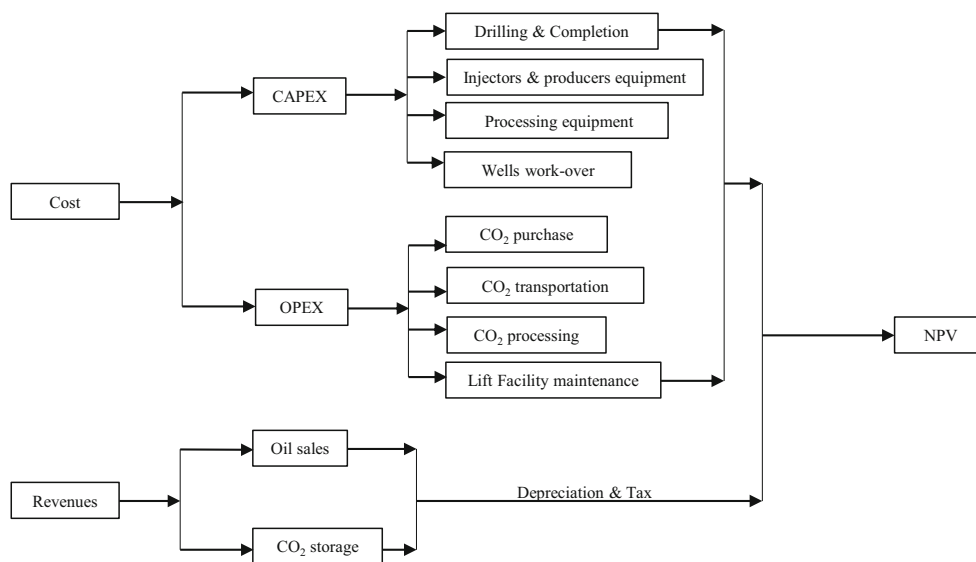 Drilling & Completion
Injectors & producers equipment
CAPEX
Processing equipment
Wells work-over
Cost
CO₂ purchase
CO₂ transportation
OPEX
CO₂ processing
NPV
Lift Facility maintenance
Oil sales
Revenues
Depreciation & Tax
CO₂ storage